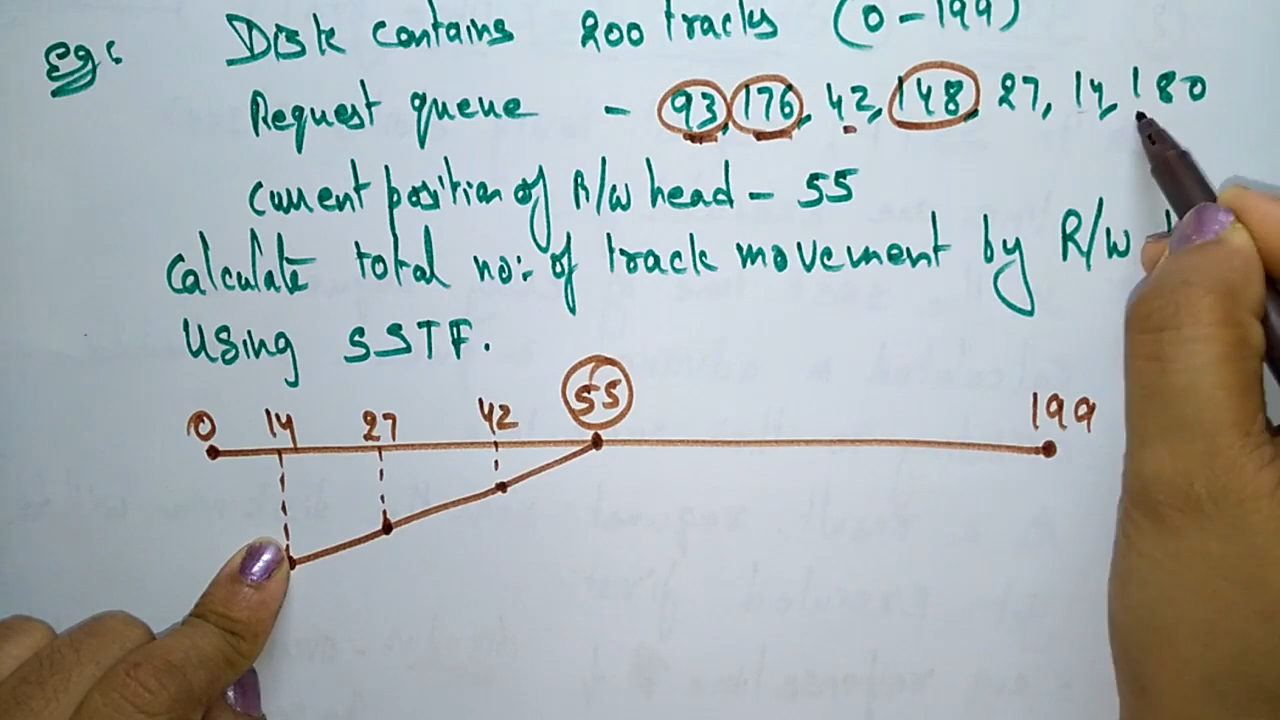 Eg: Disk contains 200 tracks (0-199)
Request queue - 93, 176, 42, 148, 27, 14, 180
Current position of R/w head - 55
Calculate total no: of track movement by R/w
Using SSTF.
0 14 27 42 55 199